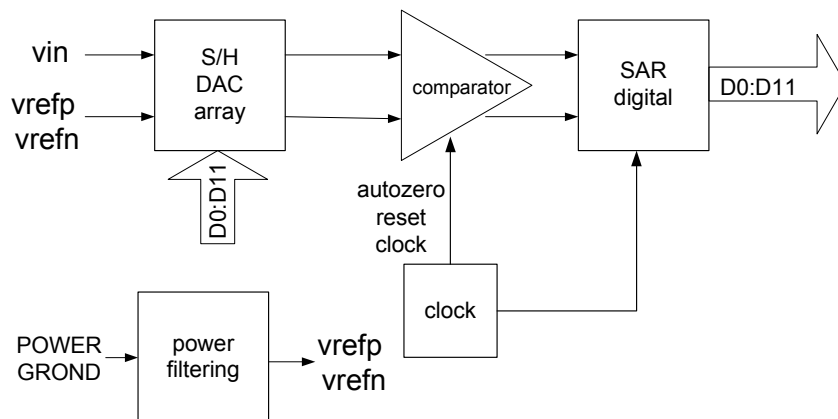 vin
vrefp
vrefn
S/H
DAC
array
D0:D11
comparator
autozero
reset
clock
clock
SAR
digital
D0:D11
POWER
GROND
power
filtering
vrefp
vrefn